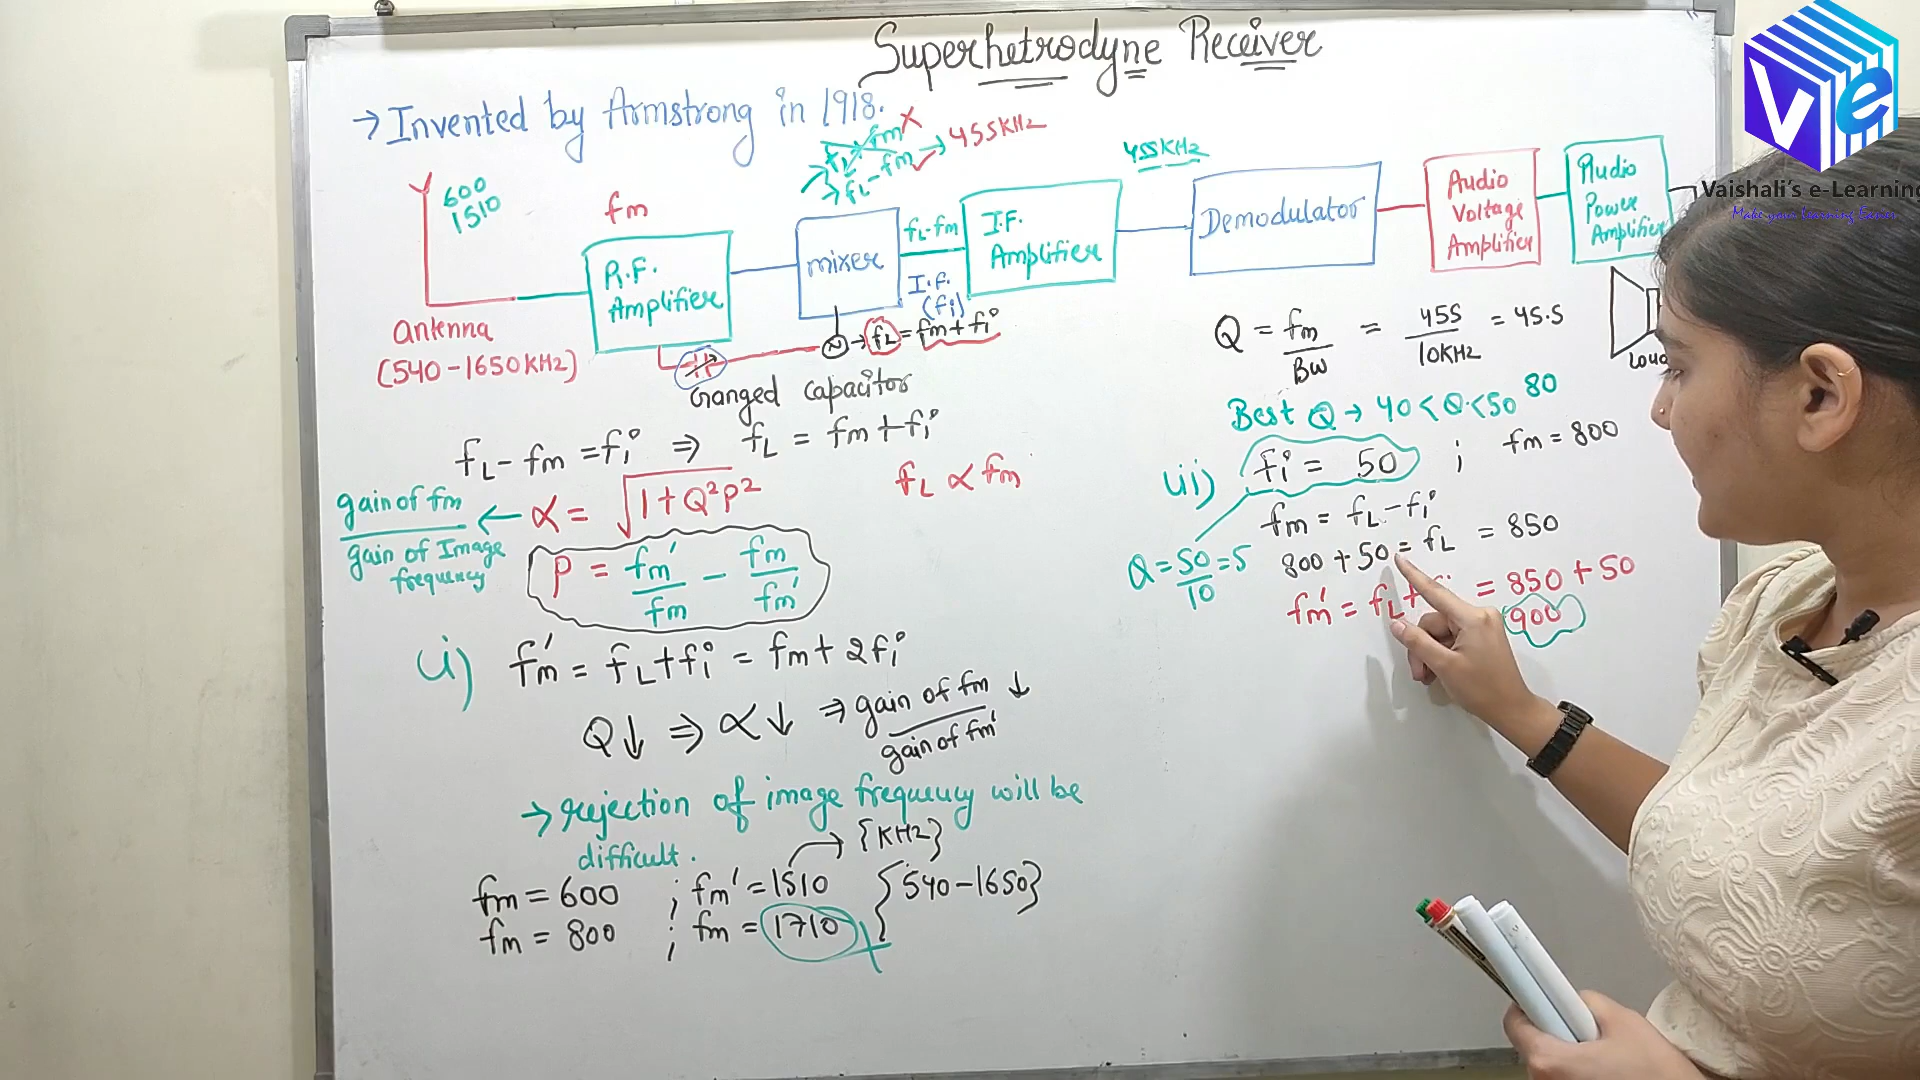 Superhetrodyne Receiver
→ Invented by Armstrong in 1918.
fL + fm ✗
→ fL - fm ✓ → 455KHz
455KHz
600
1510
fm
R.F. Amplifier
mixer
fL-fm
I.F.
(fi)
I.F. Amplifier
Demodulator
Audio Voltage Amplifier
Audio Power Amplifier
antenna
(540-1650KHz)
→ fL = fm + fi
Ganged capacitor
fL - fm = fi ⇒ fL = fm + fi
fL ∝ fm
gain of fm / gain of Image frequency ← α = √(1 + Q²P²)
P = fm'/fm - fm/fm'
i) fm' = fL + fi = fm + 2fi
Q↓ ⇒ α↓ ⇒ gain of fm / gain of fm' ↓
→ rejection of image frequency will be
difficult.
→ {KHz}
fm = 600 ; fm' = 1510 {540-1650}
fm = 800 ; fm = 1710 ✗
Q = fm/BW = 455/10KHz = 45.5
Best Q → 40 < Q < 50 80
ii) fi = 50 ; fm = 800
fm = fL - fi
800 + 50 = fL = 850
Q = 50/10 = 5
fm' = fL + = 850 + 50
900
Ve
Vaishali's e-Learning
Make your Learning Easier